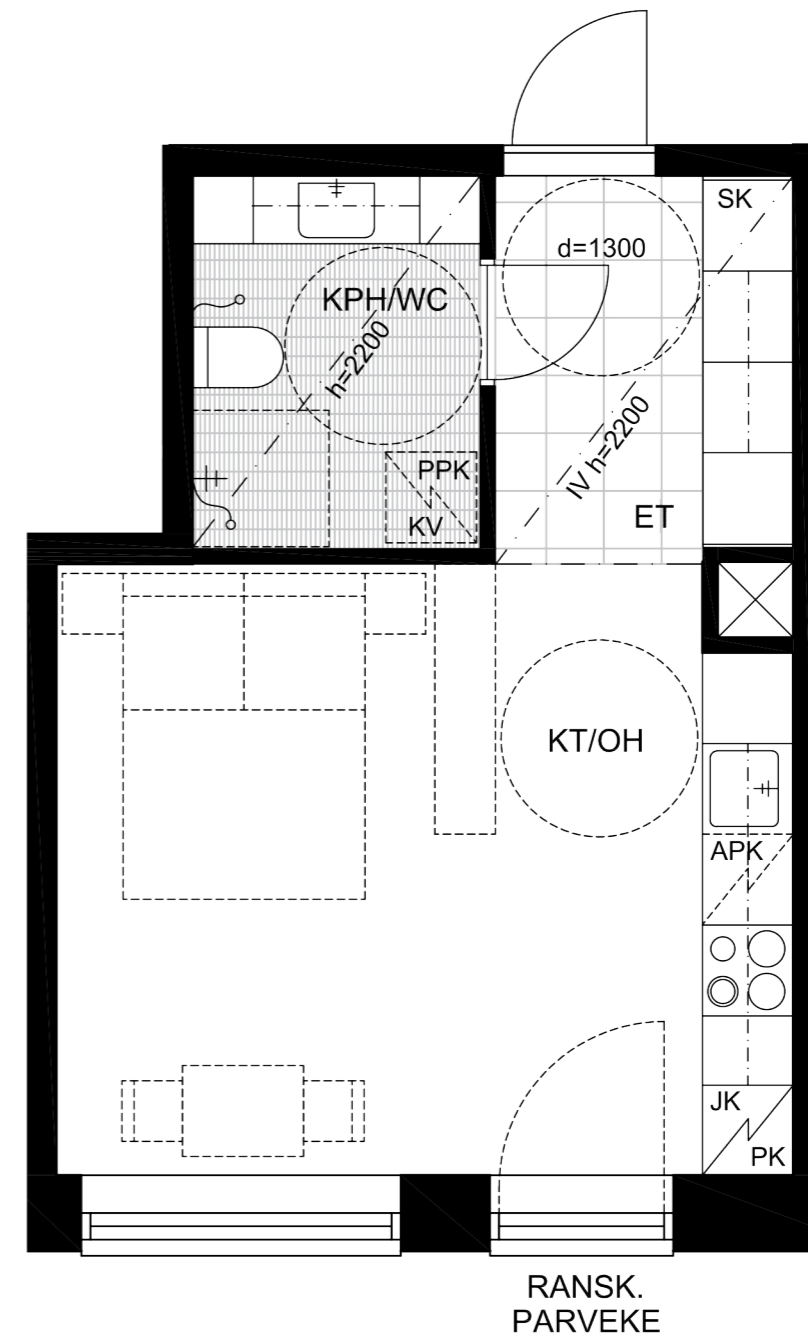 SK
d=1300
KPH/WC
h=2200
IV h=2200
PPK
KV
ET
KT/OH
APK
JK
PK
RANSK.
PARVEKE